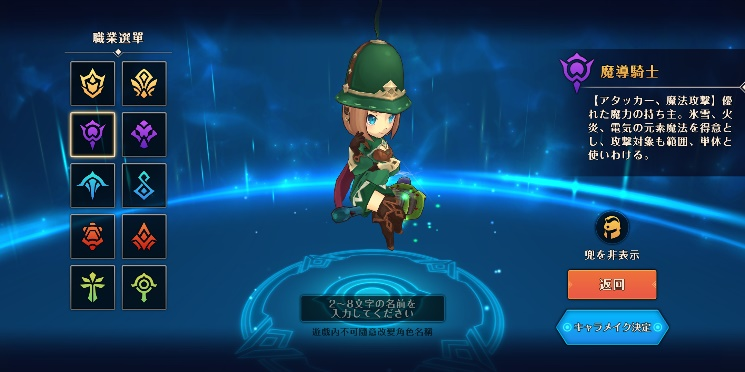 職業選單
魔導騎士
【アタッカー、魔法攻撃】優
れた魔力の持ち主。氷雪、火
炎、電気の元素魔法を得意と
し、攻撃対象も範囲、単体と
使いわける。
兜を非表示
返回
キャラメイク決定
2～8文字の名前を
入力してください
遊戲內不可隨意改變角色名稱